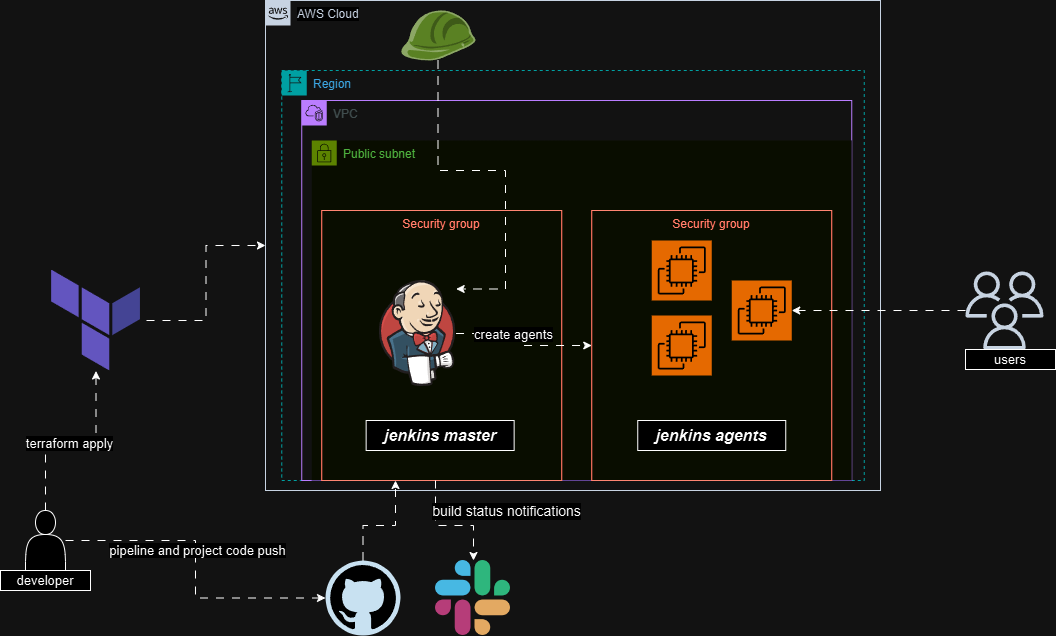 aws
AWS Cloud
Region
VPC
Public subnet
Security group
Security group
create agents
jenkins master
jenkins agents
users
terraform apply
build status notifications
pipeline and project code push
developer